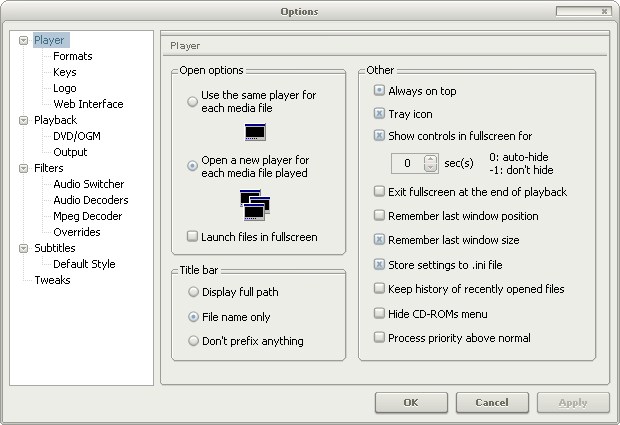 Options
Player
Formats
Keys
Logo
Web Interface
Playback
DVD/OGM
Output
Filters
Audio Switcher
Audio Decoders
Mpeg Decoder
Overrides
Subtitles
Default Style
Tweaks
Player
Open options
Use the same player for
each media file
Open a new player for
each media file played
Launch files in fullscreen
Title bar
Display full path
File name only
Don't prefix anything
Other
Always on top
Tray icon
Show controls in fullscreen for
0 sec(s) 0: auto-hide
-1: don't hide
Exit fullscreen at the end of playback
Remember last window position
Remember last window size
Store settings to .ini file
Keep history of recently opened files
Hide CD-ROMs menu
Process priority above normal
OK Cancel Apply